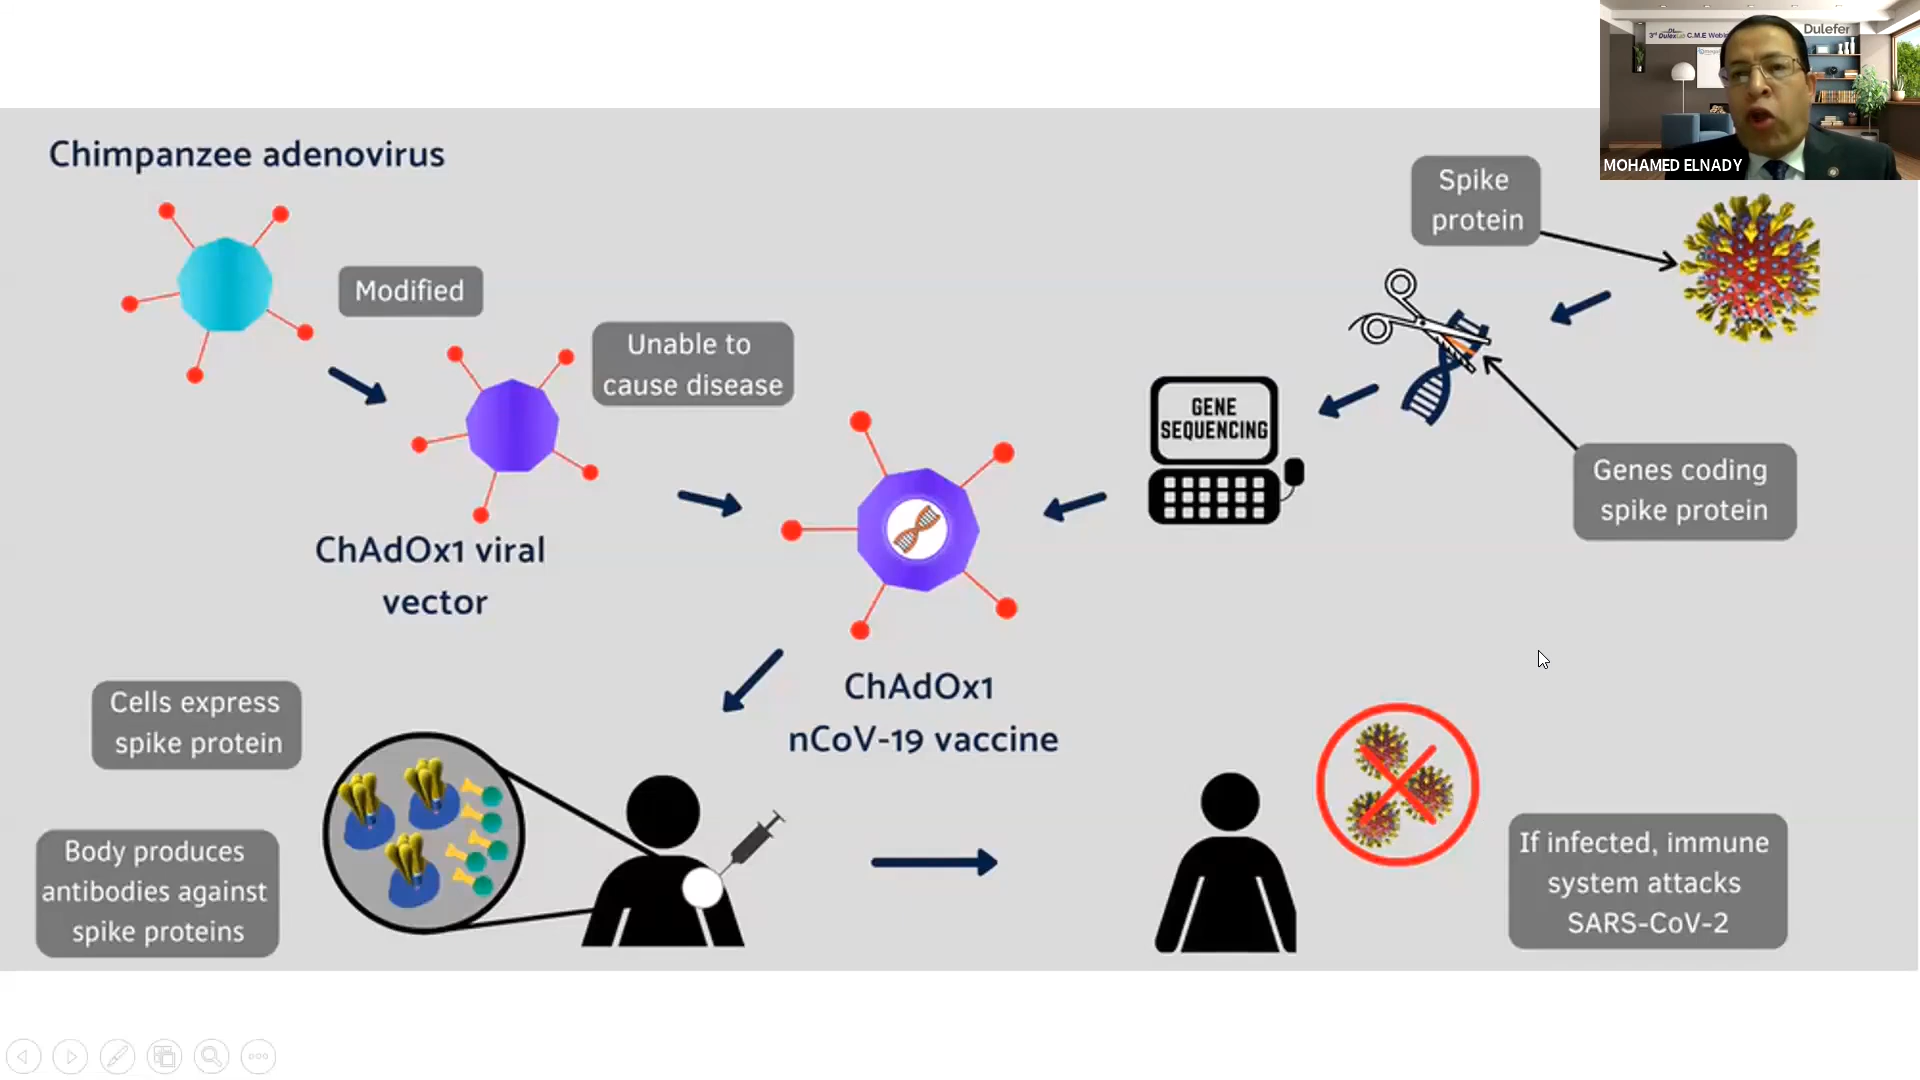 3rd
C.M.E
Dulefer
MOHAMED ELNADY
Chimpanzee adenovirus
Spike
protein
Modified
Unable to
cause disease
GENE
SEQUENCING
Genes coding
spike protein
ChAdOx1 viral
vector
ChAdOx1
nCoV-19 vaccine
Cells express
spike protein
Body produces
antibodies against
spike proteins
If infected, immune
system attacks
SARS-CoV-2